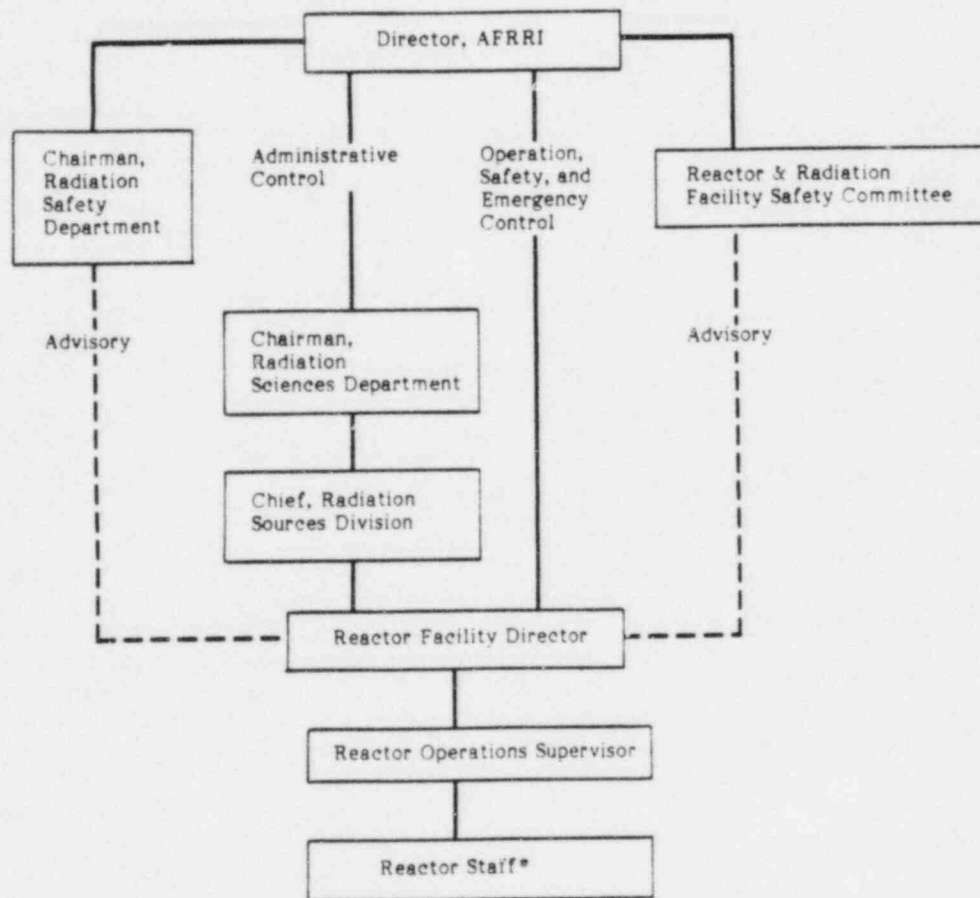 Director, AFRRI
Chairman,
Radiation
Safety
Department
Administrative
Control
Operation,
Safety, and
Emergency
Control
Reactor & Radiation
Facility Safety Committee
Advisory
Advisory
Chairman,
Radiation
Sciences Department
Chief, Radiation
Sources Division
Reactor Facility Director
Reactor Operations Supervisor
Reactor Staff*